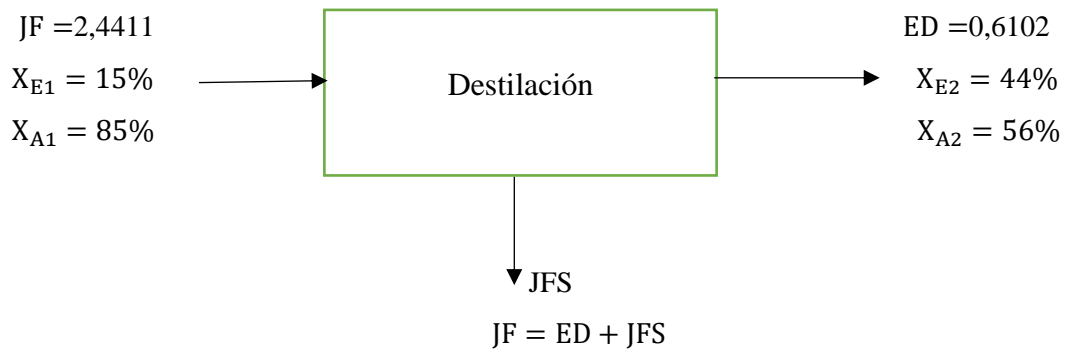 JF =2,4411
X_E1 = 15%
X_A1 = 85%
Destilación
ED =0,6102
X_E2 = 44%
X_A2 = 56%
JFS
JF = ED + JFS